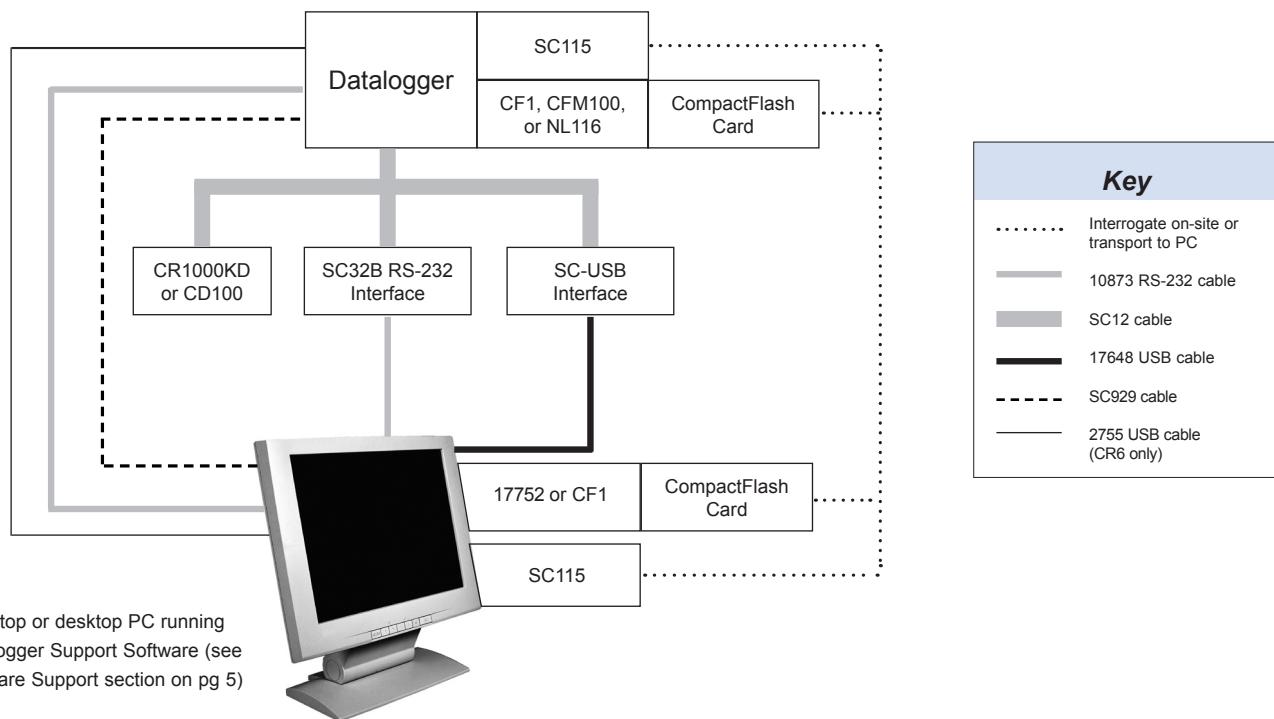 Datalogger
SC115
CF1, CFM100,
or NL116
CompactFlash
Card
CR1000KD
or CD100
SC32B RS-232
Interface
SC-USB
Interface
17752 or CF1
CompactFlash
Card
SC115
top or desktop PC running
ogger Support Software (see
are Support section on pg 5)
Key
Interrogate on-site or
transport to PC
10873 RS-232 cable
SC12 cable
17648 USB cable
SC929 cable
2755 USB cable
(CR6 only)